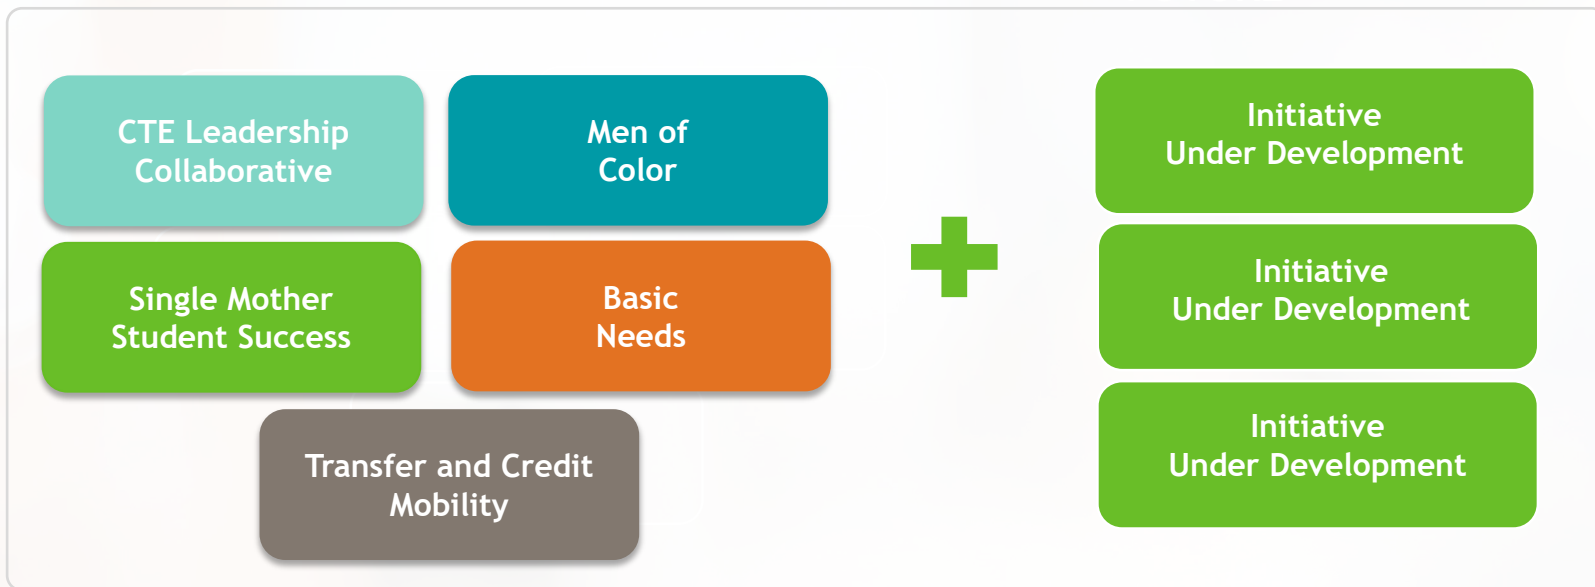 CTE Leadership
Collaborative
Men of
Color
Single Mother
Student Success
Basic
Needs
Transfer and Credit
Mobility
Initiative
Under Development
Initiative
Under Development
Initiative
Under Development